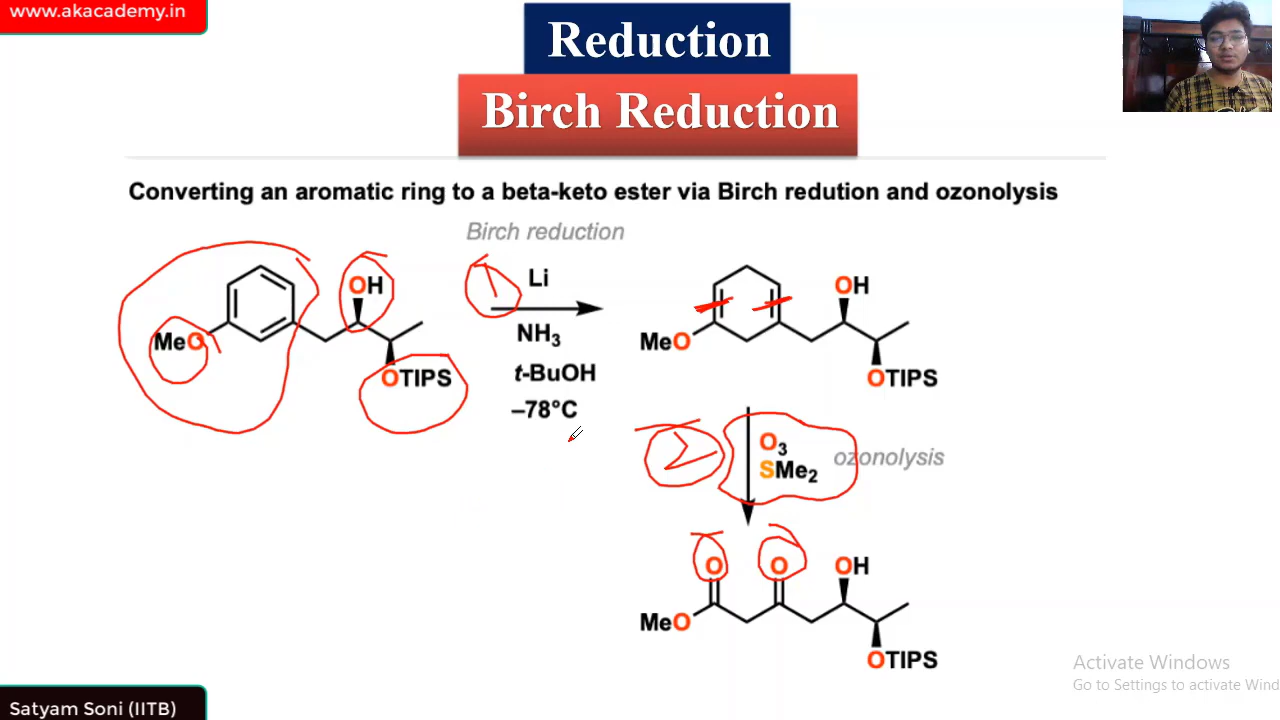 www.akacademy.in
Reduction
Birch Reduction
Converting an aromatic ring to a beta-keto ester via Birch redution and ozonolysis
Birch reduction
OH
MeO
OTIPS
1
Li
NH3
t-BuOH
–78°C
OH
MeO
OTIPS
2
O3
SMe2
ozonolysis
O
O
OH
MeO
OTIPS
Activate Windows
Go to Settings to activate Wind
Satyam Soni (IITB)